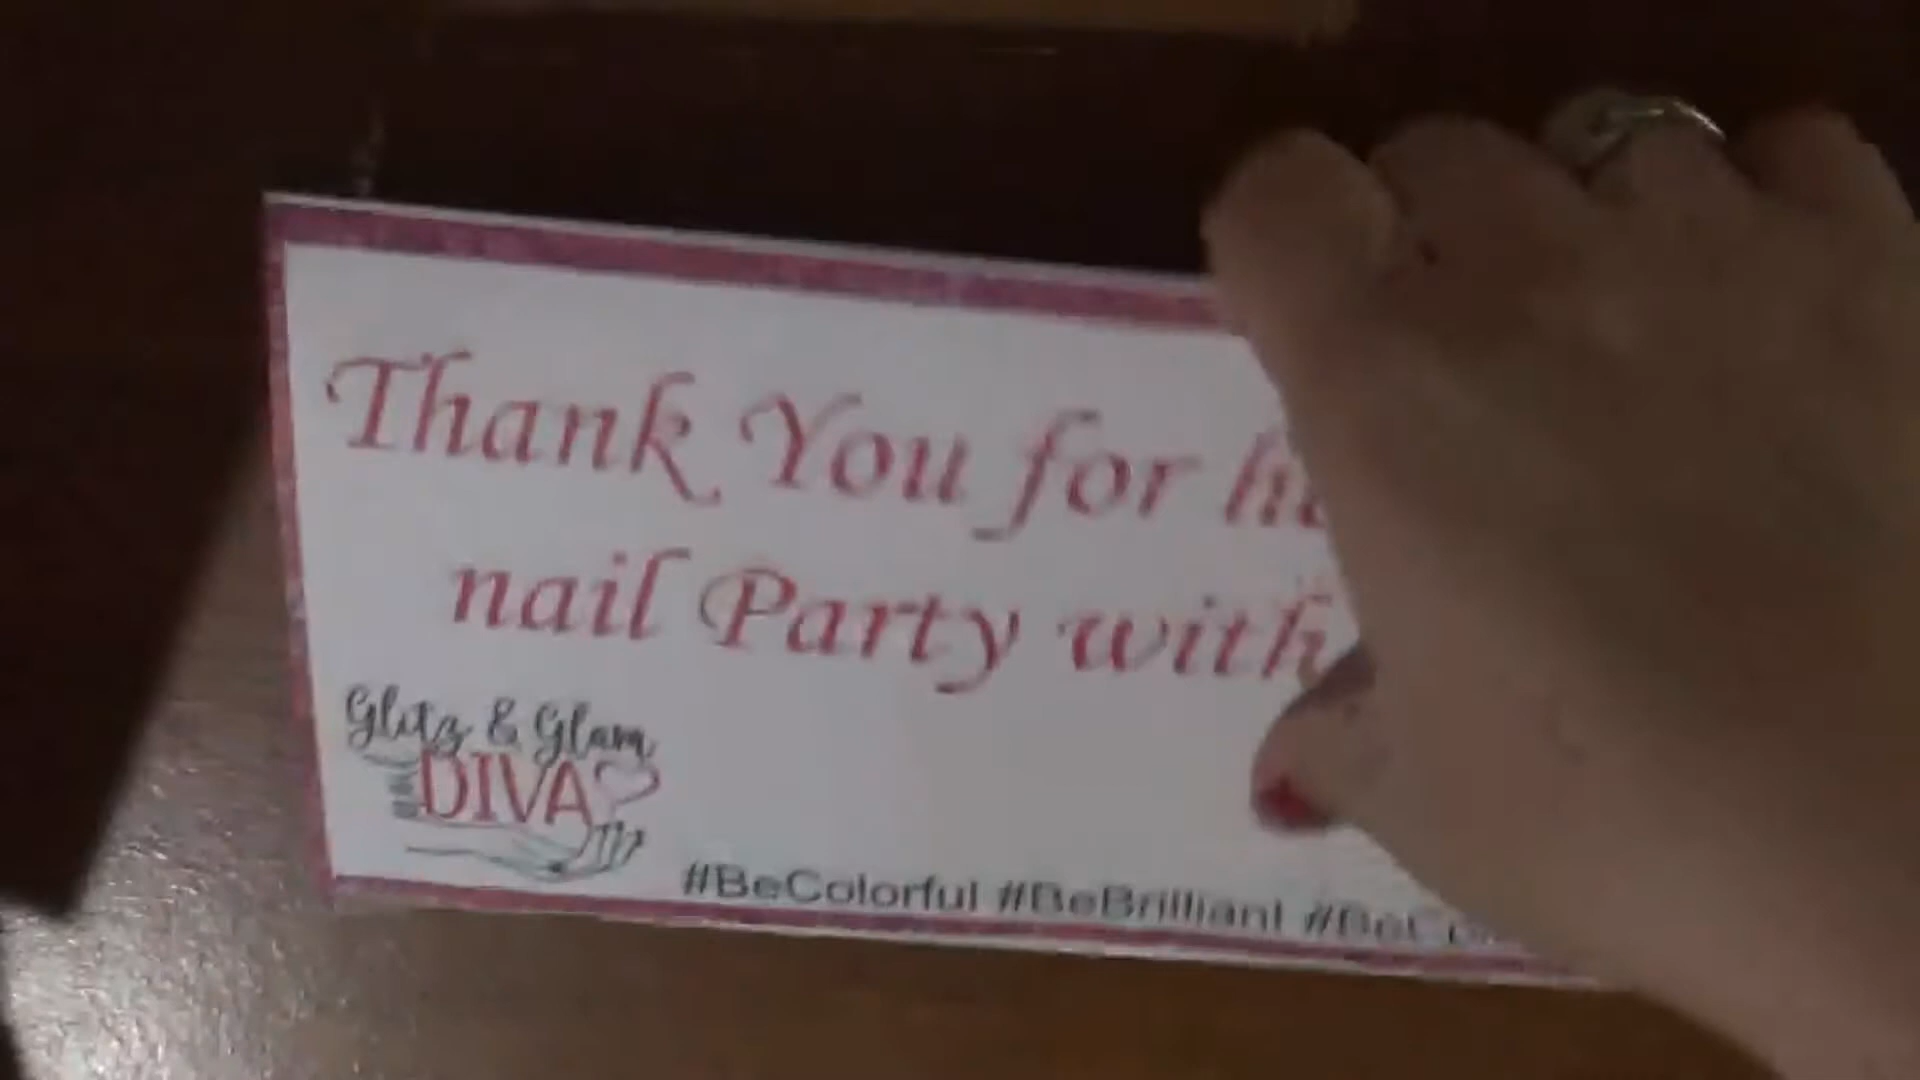 Thank You for
nail Party with
Glitz & Glam
DIVA
#BeColorful #BeBrilliant